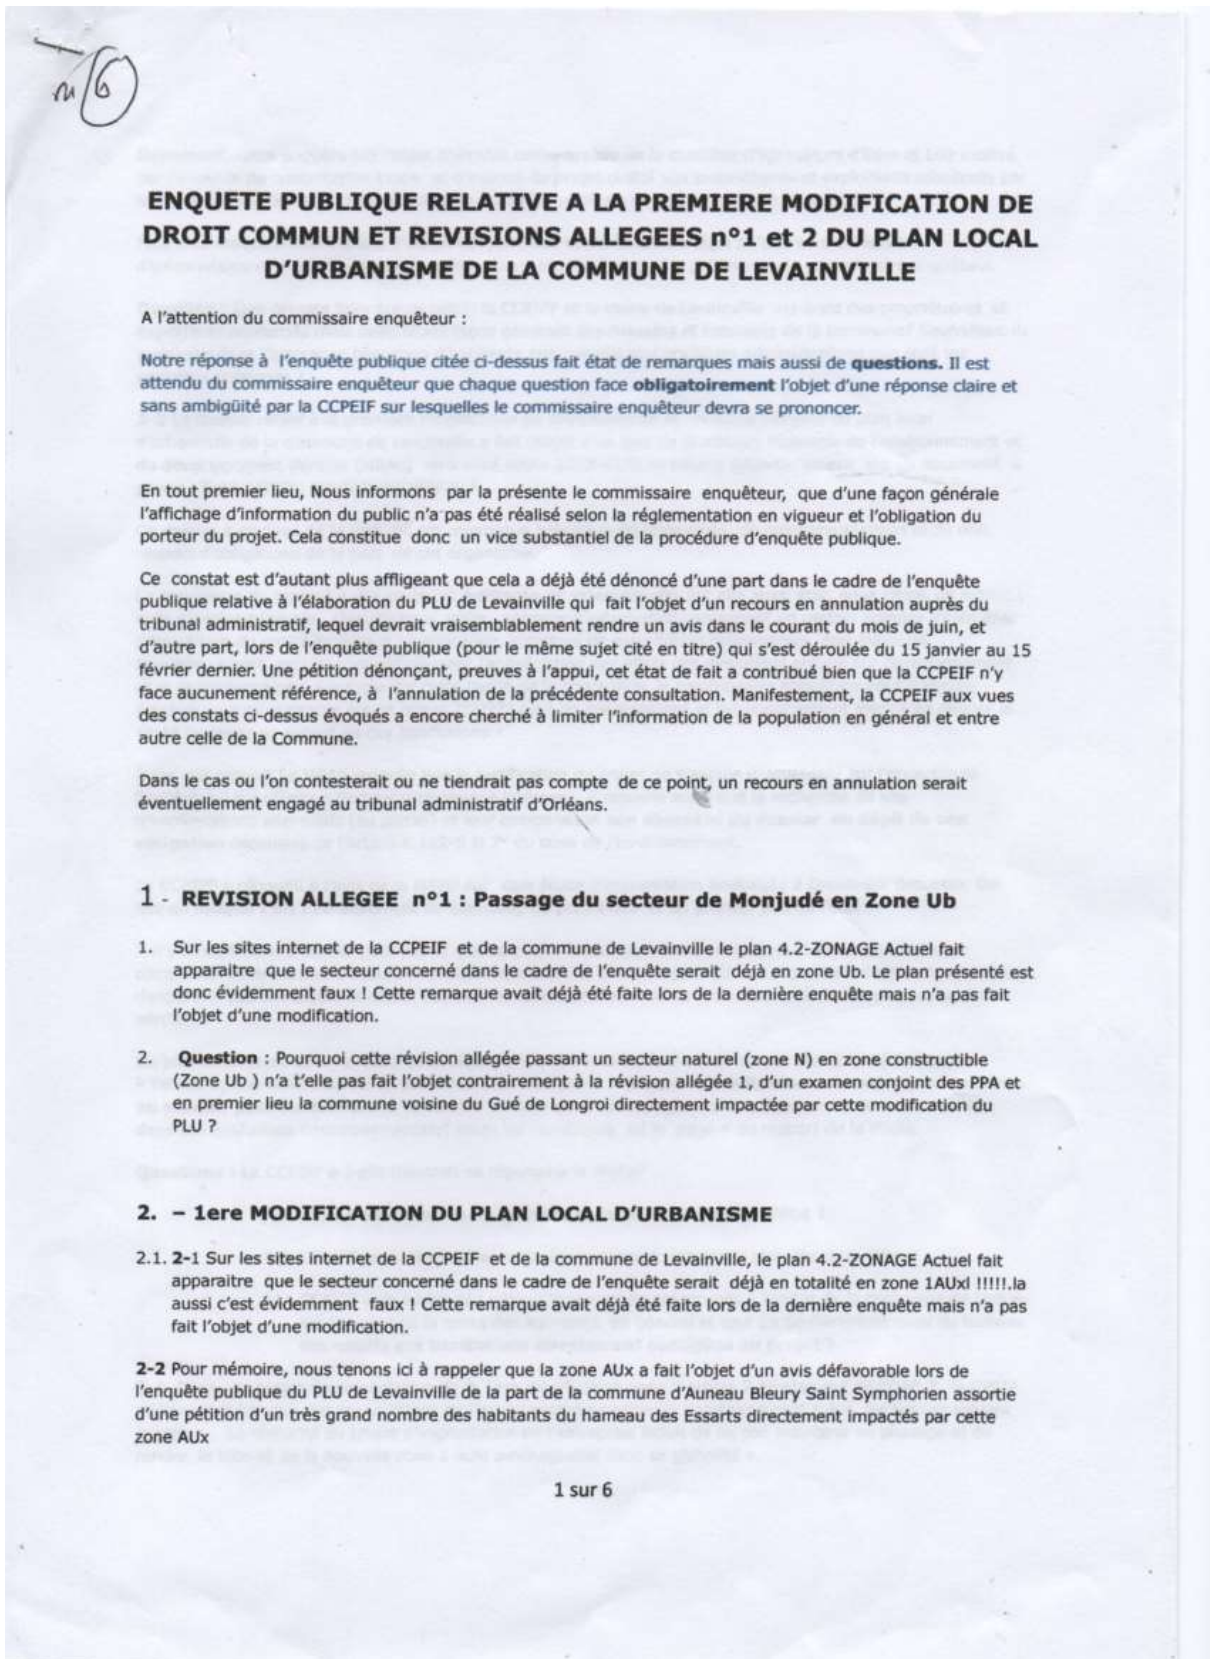 n/6
ENQUETE PUBLIQUE RELATIVE A LA PREMIERE MODIFICATION DE
DROIT COMMUN ET REVISIONS ALLEGEES n°1 et 2 DU PLAN LOCAL
D'URBANISME DE LA COMMUNE DE LEVAINVILLE
A l'attention du commissaire enquêteur :
Notre réponse à l'enquête publique citée ci-dessus fait état de remarques mais aussi de questions. Il est
attendu du commissaire enquêteur que chaque question face obligatoirement l'objet d'une réponse claire et
sans ambigüité par la CCPEIF sur lesquelles le commissaire enquêteur devra se prononcer.
En tout premier lieu, Nous informons par la présente le commissaire enquêteur, que d'une façon générale
l'affichage d'information du public n'a pas été réalisé selon la réglementation en vigueur et l'obligation du
porteur du projet. Cela constitue donc un vice substantiel de la procédure d'enquête publique.
Ce constat est d'autant plus affligeant que cela a déjà été dénoncé d'une part dans le cadre de l'enquête
publique relative à l'élaboration du PLU de Levainville qui fait l'objet d'un recours en annulation auprès du
tribunal administratif, lequel devrait vraisemblablement rendre un avis dans le courant du mois de juin, et
d'autre part, lors de l'enquête publique (pour le même sujet cité en titre) qui s'est déroulée du 15 janvier au 15
février dernier. Une pétition dénonçant, preuves à l'appui, cet état de fait a contribué bien que la CCPEIF n'y
face aucunement référence, à l'annulation de la précédente consultation. Manifestement, la CCPEIF aux vues
des constats ci-dessus évoqués a encore cherché à limiter l'information de la population en général et entre
autre celle de la Commune.
Dans le cas ou l'on contesterait ou ne tiendrait pas compte de ce point, un recours en annulation serait
éventuellement engagé au tribunal administratif d'Orléans.
1 - REVISION ALLEGEE n°1 : Passage du secteur de Monjudé en Zone Ub
1. Sur les sites internet de la CCPEIF et de la commune de Levainville le plan 4.2-ZONAGE Actuel fait
apparaitre que le secteur concerné dans le cadre de l'enquête serait déjà en zone Ub. Le plan présenté est
donc évidemment faux ! Cette remarque avait déjà été faite lors de la dernière enquête mais n'a pas fait
l'objet d'une modification.
2. Question : Pourquoi cette révision allégée passant un secteur naturel (zone N) en zone constructible
(Zone Ub ) n'a t'elle pas fait l'objet contrairement à la révision allégée 1, d'un examen conjoint des PPA et
en premier lieu la commune voisine du Gué de Longroi directement impactée par cette modification du
PLU ?
2. – 1ere MODIFICATION DU PLAN LOCAL D'URBANISME
2.1. 2-1 Sur les sites internet de la CCPEIF et de la commune de Levainville, le plan 4.2-ZONAGE Actuel fait
apparaitre que le secteur concerné dans le cadre de l'enquête serait déjà en totalité en zone 1AUxl !!!!!.la
aussi c'est évidemment faux ! Cette remarque avait déjà été faite lors de la dernière enquête mais n'a pas
fait l'objet d'une modification.
2-2 Pour mémoire, nous tenons ici à rappeler que la zone AUx a fait l'objet d'un avis défavorable lors de
l'enquête publique du PLU de Levainville de la part de la commune d'Auneau Bleury Saint Symphorien assortie
d'une pétition d'un très grand nombre des habitants du hameau des Essarts directement impactés par cette
zone AUx
1 sur 6